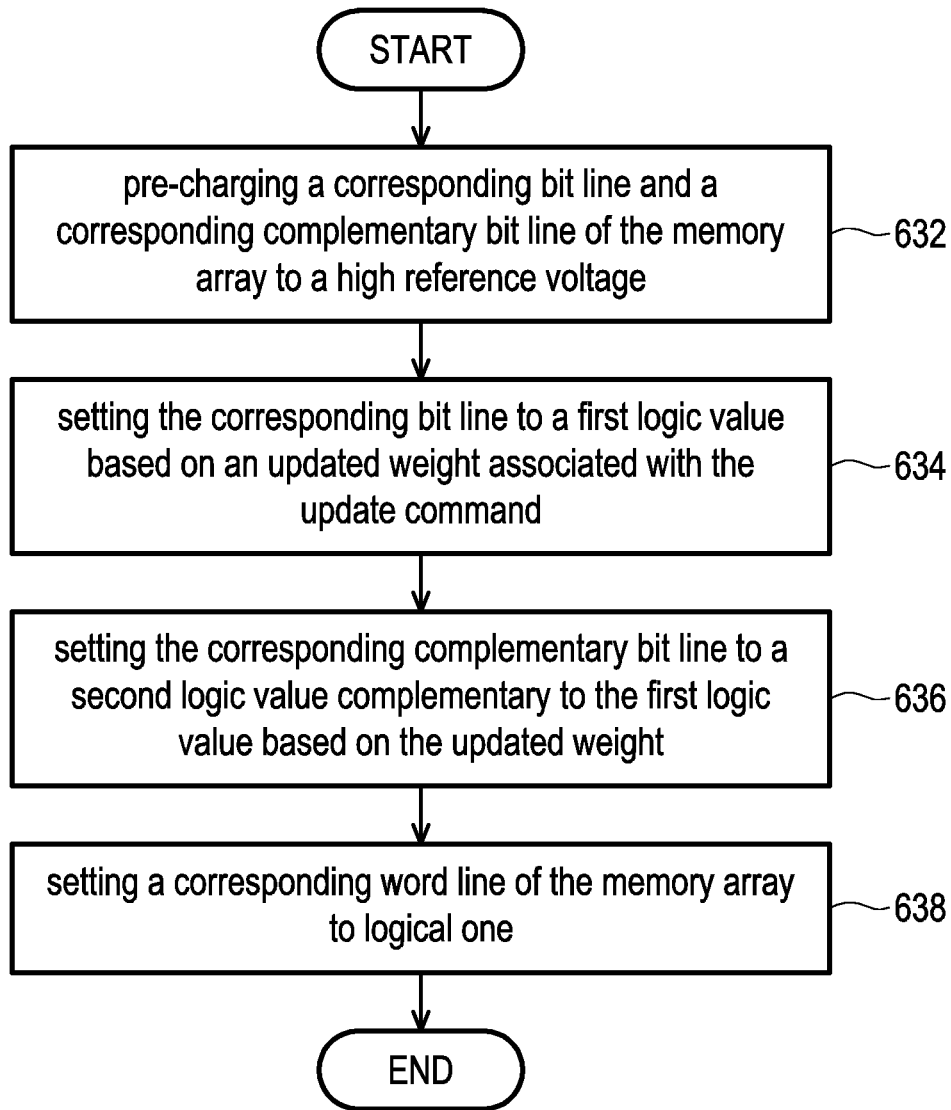 START
pre-charging a corresponding bit line and a
corresponding complementary bit line of the memory
array to a high reference voltage
632
setting the corresponding bit line to a first logic value
based on an updated weight associated with the
update command
634
setting the corresponding complementary bit line to a
second logic value complementary to the first logic
value based on the updated weight
636
setting a corresponding word line of the memory array
to logical one
638
END